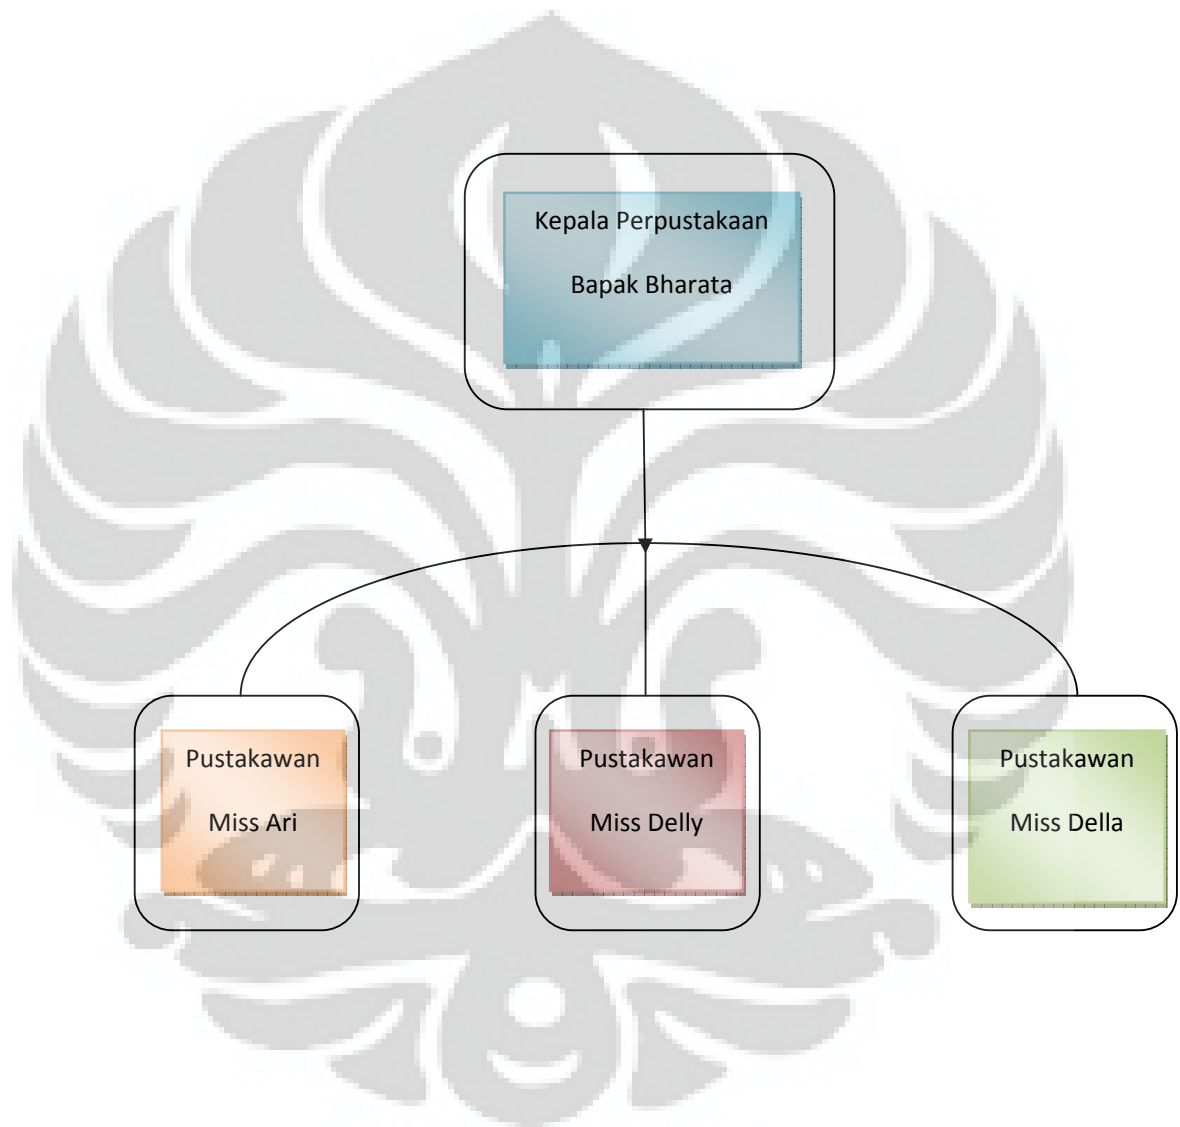 Kepala Perpustakaan
Bapak Bharata
Pustakawan
Miss Ari
Pustakawan
Miss Delly
Pustakawan
Miss Della